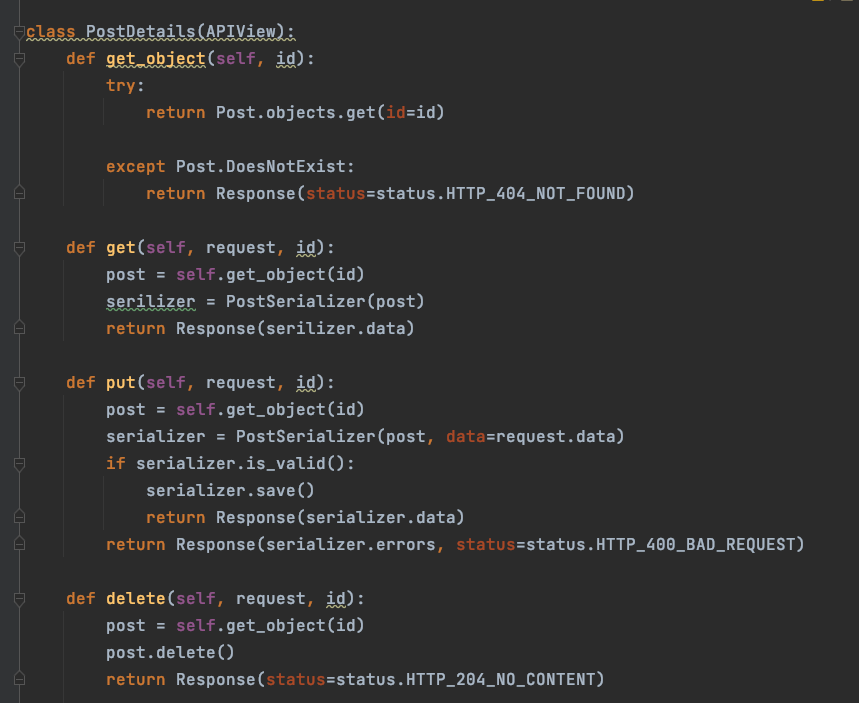 class PostDetails(APIView):
    def get_object(self, id):
        try:
            return Post.objects.get(id=id)

        except Post.DoesNotExist:
            return Response(status=status.HTTP_404_NOT_FOUND)

    def get(self, request, id):
        post = self.get_object(id)
        serilizer = PostSerializer(post)
        return Response(serilizer.data)

    def put(self, request, id):
        post = self.get_object(id)
        serializer = PostSerializer(post, data=request.data)
        if serializer.is_valid():
            serializer.save()
            return Response(serializer.data)
        return Response(serializer.errors, status=status.HTTP_400_BAD_REQUEST)

    def delete(self, request, id):
        post = self.get_object(id)
        post.delete()
        return Response(status=status.HTTP_204_NO_CONTENT)